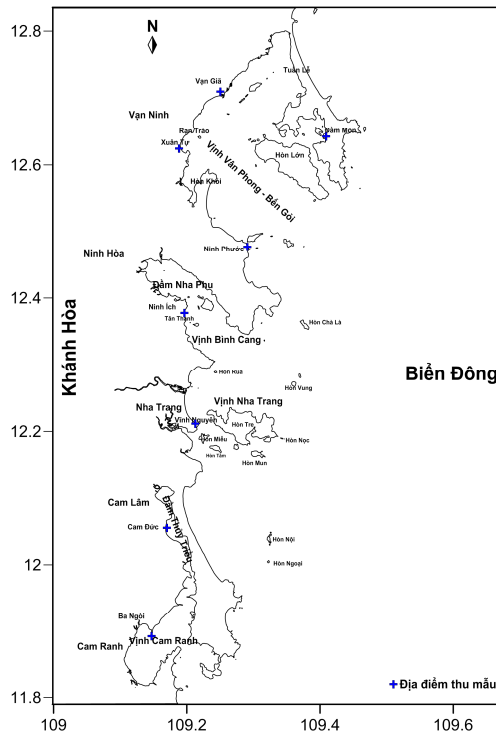 12.8
N
Tuần Lễ
Vạn Giã
Vạn Ninh
Rạn Trào
Xuân Tự
Đầm Môn
12.6
Hòn Lớn
Vịnh Vân Phong - Bến Gỏi
Hòn Khói
Ninh Hòa
Ninh Phước
12.4
Đầm Nha Phu
Ninh Ích
Tân Thành
Hòn Chà Là
Vịnh Bình Cang
Khánh Hòa
Hòn Rùa
Biển Đông
Hòn Vung
Nha Trang
Vịnh Nha Trang
Vĩnh Nguyên
Hòn Tre
12.2
Hòn Miễu
Hòn Nọc
Hòn Tằm
Hòn Mun
Cam Lâm
Đầm Thủy Triều
Cam Đức
Hòn Nội
12
Hòn Ngoại
Ba Ngòi
Cam Ranh
Vịnh Cam Ranh
Địa điểm thu mẫu
11.8
109
109.2
109.4
109.6